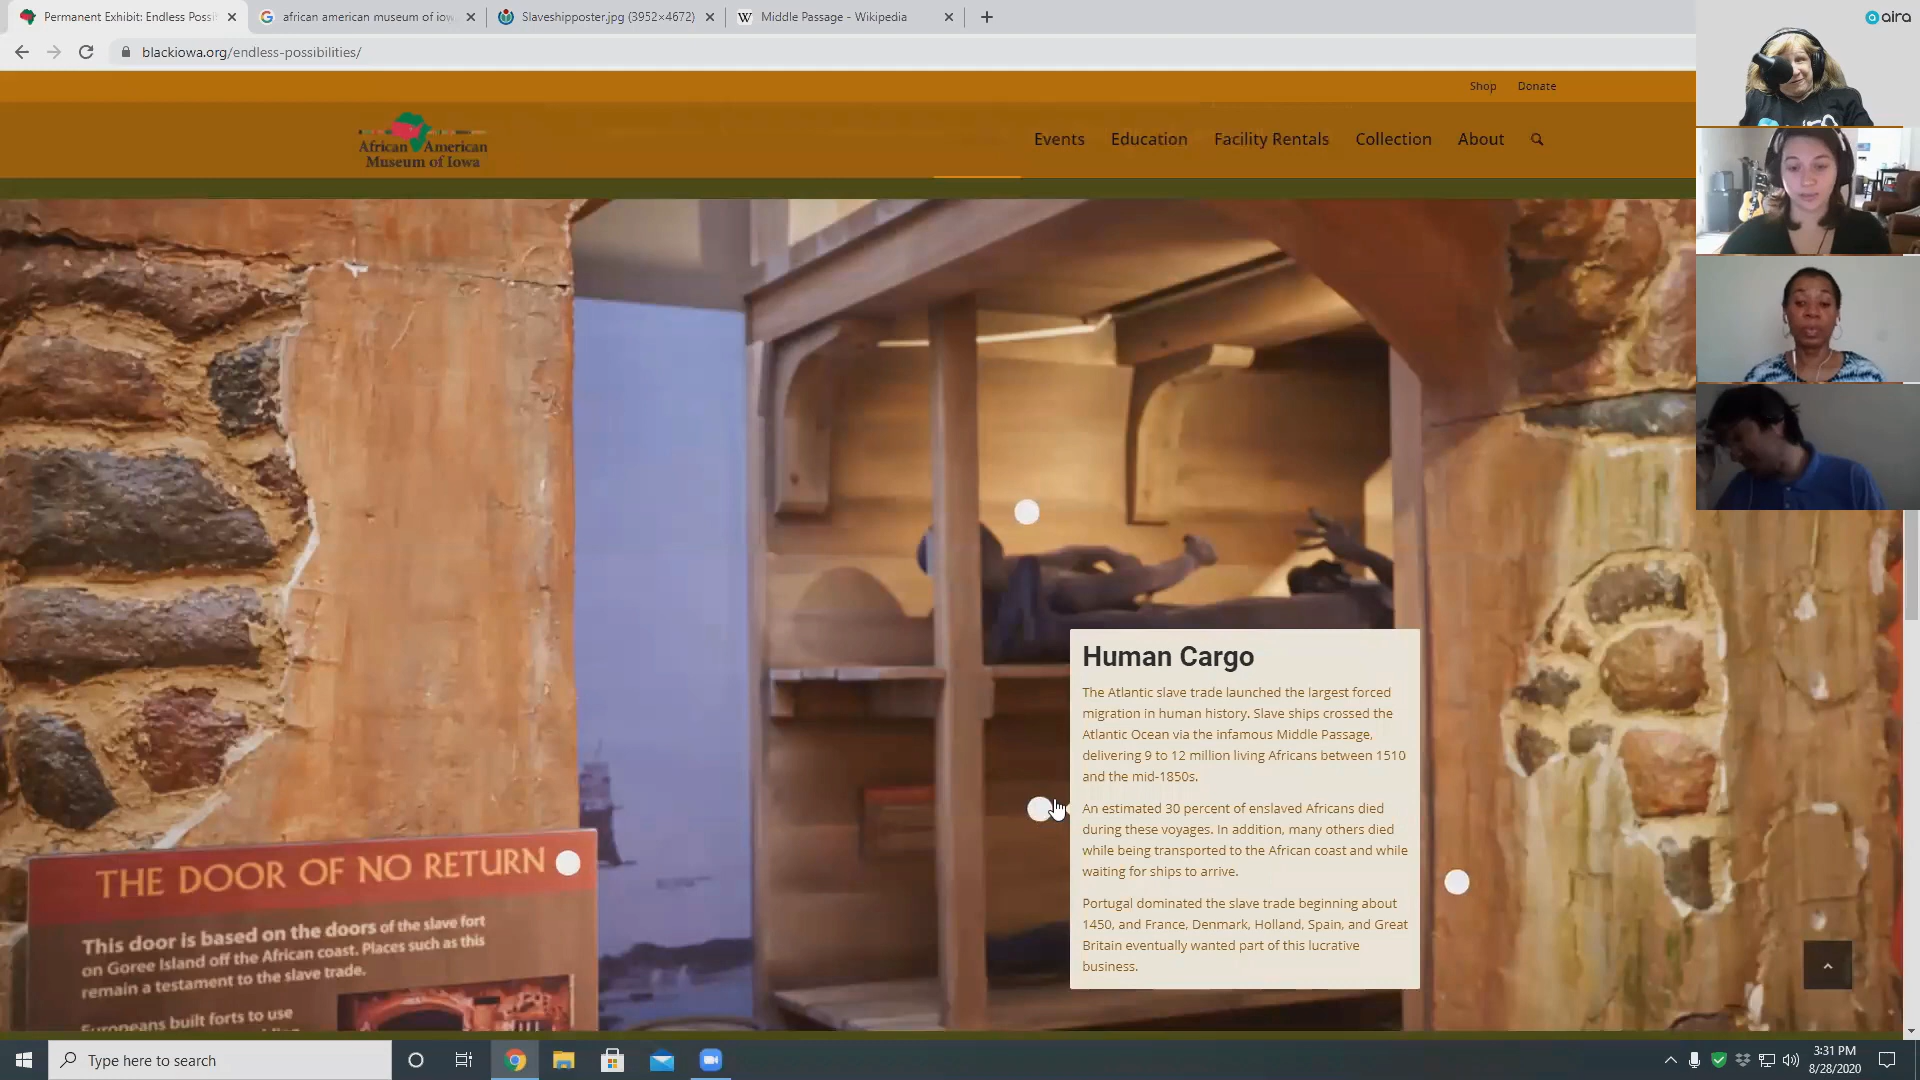 Permanent Exhibit: Endless Possi
african american museum of iow
Slaveshipposter.jpg (3952×4672)
W Middle Passage - Wikipedia
blackiowa.org/endless-possibilities/
aira
Shop Donate
African American
Museum of Iowa
Events Education Facility Rentals Collection About
Human Cargo
The Atlantic slave trade launched the largest forced
migration in human history. Slave ships crossed the
Atlantic Ocean via the infamous Middle Passage,
delivering 9 to 12 million living Africans between 1510
and the mid-1850s.
An estimated 30 percent of enslaved Africans died
during these voyages. In addition, many others died
while being transported to the African coast and while
waiting for ships to arrive.
Portugal dominated the slave trade beginning about
1450, and France, Denmark, Holland, Spain, and Great
Britain eventually wanted part of this lucrative
business.
THE DOOR OF NO RETURN
This door is based on the doors of the slave fort
on Goree Island off the African coast. Places such as this
remain a testament to the slave trade.
Europeans built forts to use
Type here to search
3:31 PM
8/28/2020